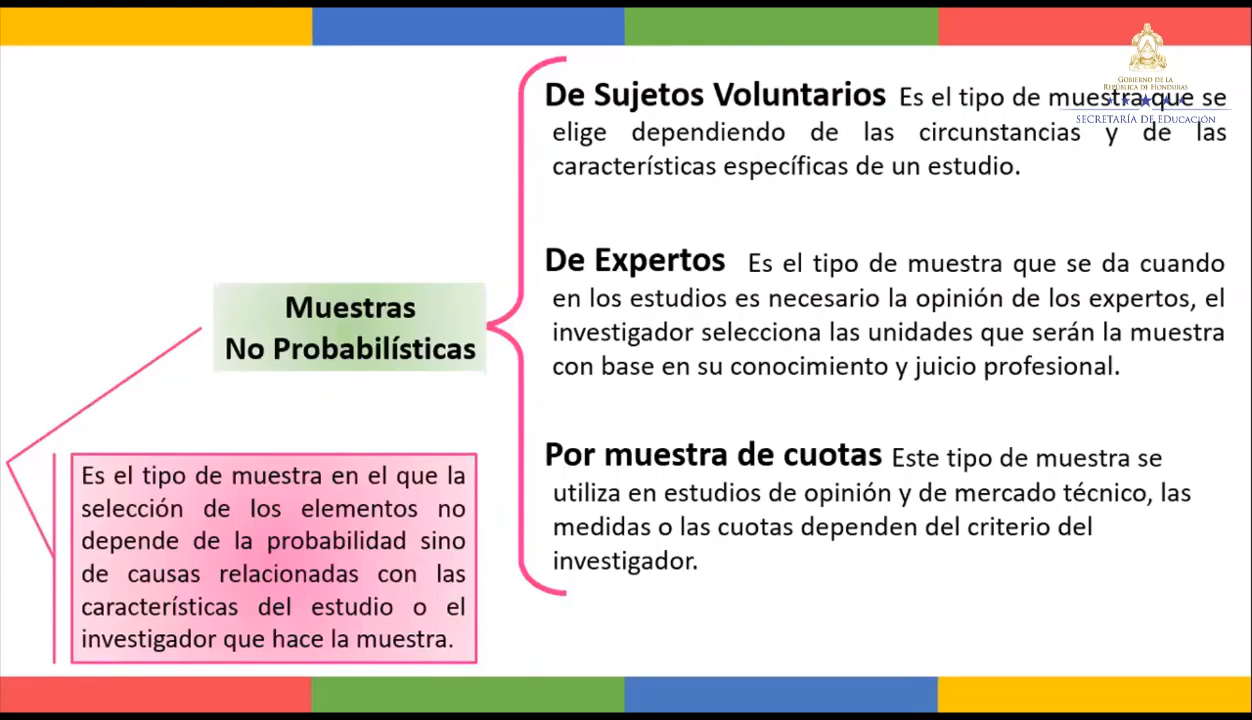 GOBIERNO DE LA
REPÚBLICA DE HONDURAS
SECRETARÍA DE EDUCACIÓN
Muestras
No Probabilísticas
Es el tipo de muestra en el que la
selección de los elementos no
depende de la probabilidad sino
de causas relacionadas con las
características del estudio o el
investigador que hace la muestra.
De Sujetos Voluntarios Es el tipo de muestra que se
elige dependiendo de las circunstancias y de las
características específicas de un estudio.
De Expertos Es el tipo de muestra que se da cuando
en los estudios es necesario la opinión de los expertos, el
investigador selecciona las unidades que serán la muestra
con base en su conocimiento y juicio profesional.
Por muestra de cuotas Este tipo de muestra se
utiliza en estudios de opinión y de mercado técnico, las
medidas o las cuotas dependen del criterio del
investigador.